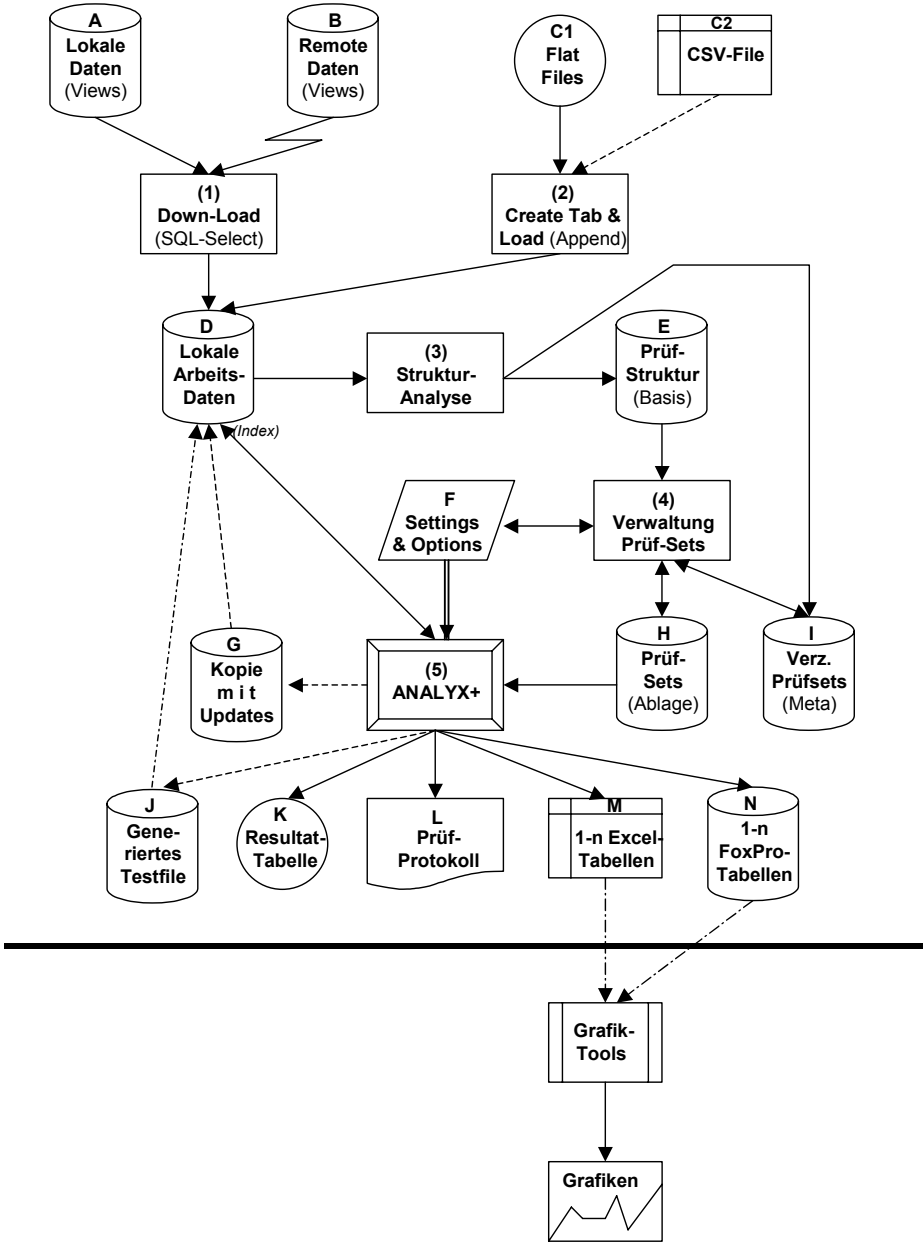 A
Lokale
Daten
(Views)
B
Remote
Daten
(Views)
C1
Flat
Files
C2
CSV-File
(1)
Down-Load
(SQL-Select)
(2)
Create Tab &
Load (Append)
D
Lokale
Arbeits-
Daten
(Index)
(3)
Struktur-
Analyse
E
Prüf-
Struktur
(Basis)
F
Settings
& Options
(4)
Verwaltung
Prüf-Sets
G
Kopie
m i t
Updates
(5)
ANALYX+
H
Prüf-
Sets
(Ablage)
I
Verz.
Prüfsets
(Meta)
J
Gene-
riertes
Testfile
K
Resultat-
Tabelle
L
Prüf-
Protokoll
M
1-n Excel-
Tabellen
N
1-n
FoxPro-
Tabellen
Grafik-
Tools
Grafiken